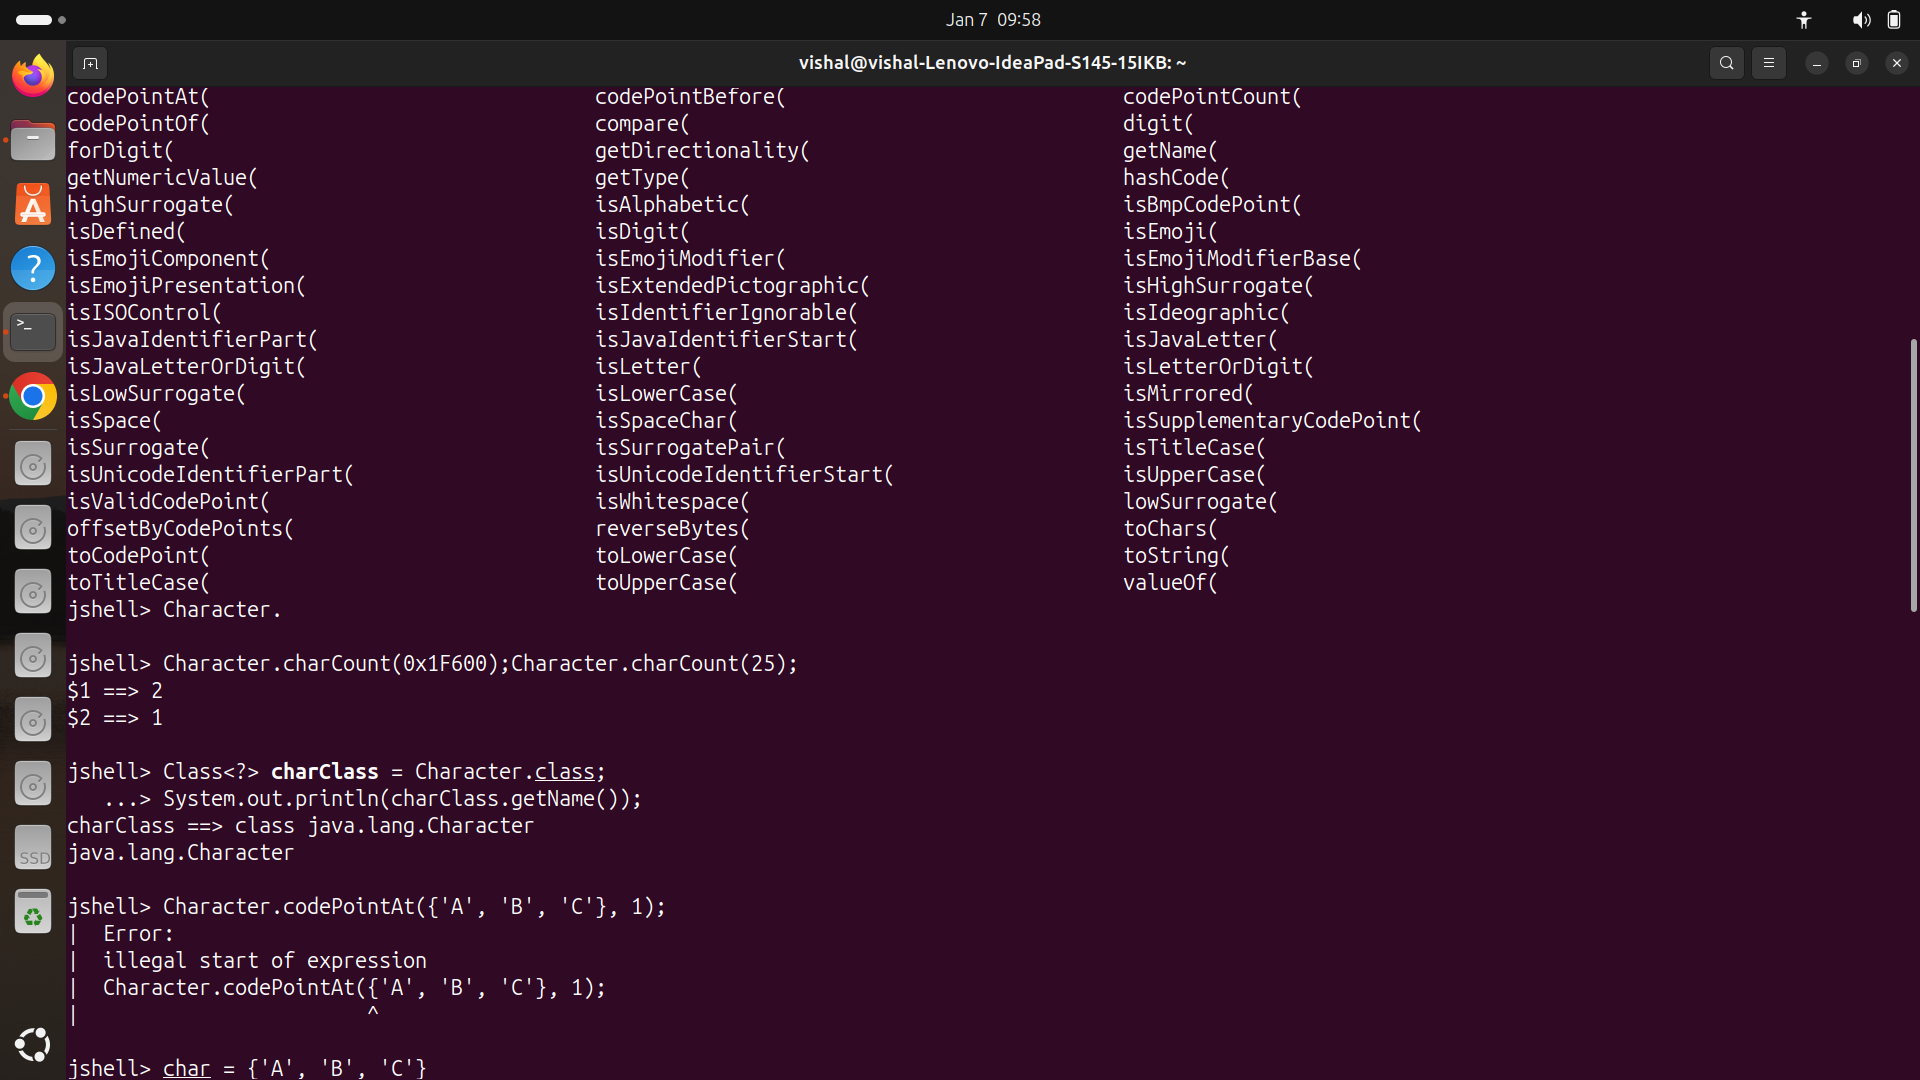 Jan 7 09:58
vishal@vishal-Lenovo-IdeaPad-S145-15IKB: ~
codePointAt( codePointBefore( codePointCount(
codePointOf( compare( digit(
forDigit( getDirectionality( getName(
getNumericValue( getType( hashCode(
highSurrogate( isAlphabetic( isBmpCodePoint(
isDefined( isDigit( isEmoji(
isEmojiComponent( isEmojiModifier( isEmojiModifierBase(
isEmojiPresentation( isExtendedPictographic( isHighSurrogate(
isISOControl( isIdentifierIgnorable( isIdeographic(
isJavaIdentifierPart( isJavaIdentifierStart( isJavaLetter(
isJavaLetterOrDigit( isLetter( isLetterOrDigit(
isLowSurrogate( isLowerCase( isMirrored(
isSpace( isSpaceChar( isSupplementaryCodePoint(
isSurrogate( isSurrogatePair( isTitleCase(
isUnicodeIdentifierPart( isUnicodeIdentifierStart( isUpperCase(
isValidCodePoint( isWhitespace( lowSurrogate(
offsetByCodePoints( reverseBytes( toChars(
toCodePoint( toLowerCase( toString(
toTitleCase( toUpperCase( valueOf(
jshell> Character.
jshell> Character.charCount(0x1F600);Character.charCount(25);
$1 ==> 2
$2 ==> 1
jshell> Class<?> charClass = Character.class;
...> System.out.println(charClass.getName());
charClass ==> class java.lang.Character
java.lang.Character
jshell> Character.codePointAt({'A', 'B', 'C'}, 1);
| Error:
| illegal start of expression
| Character.codePointAt({'A', 'B', 'C'}, 1);
| ^
jshell> char = {'A', 'B', 'C'}
SSD